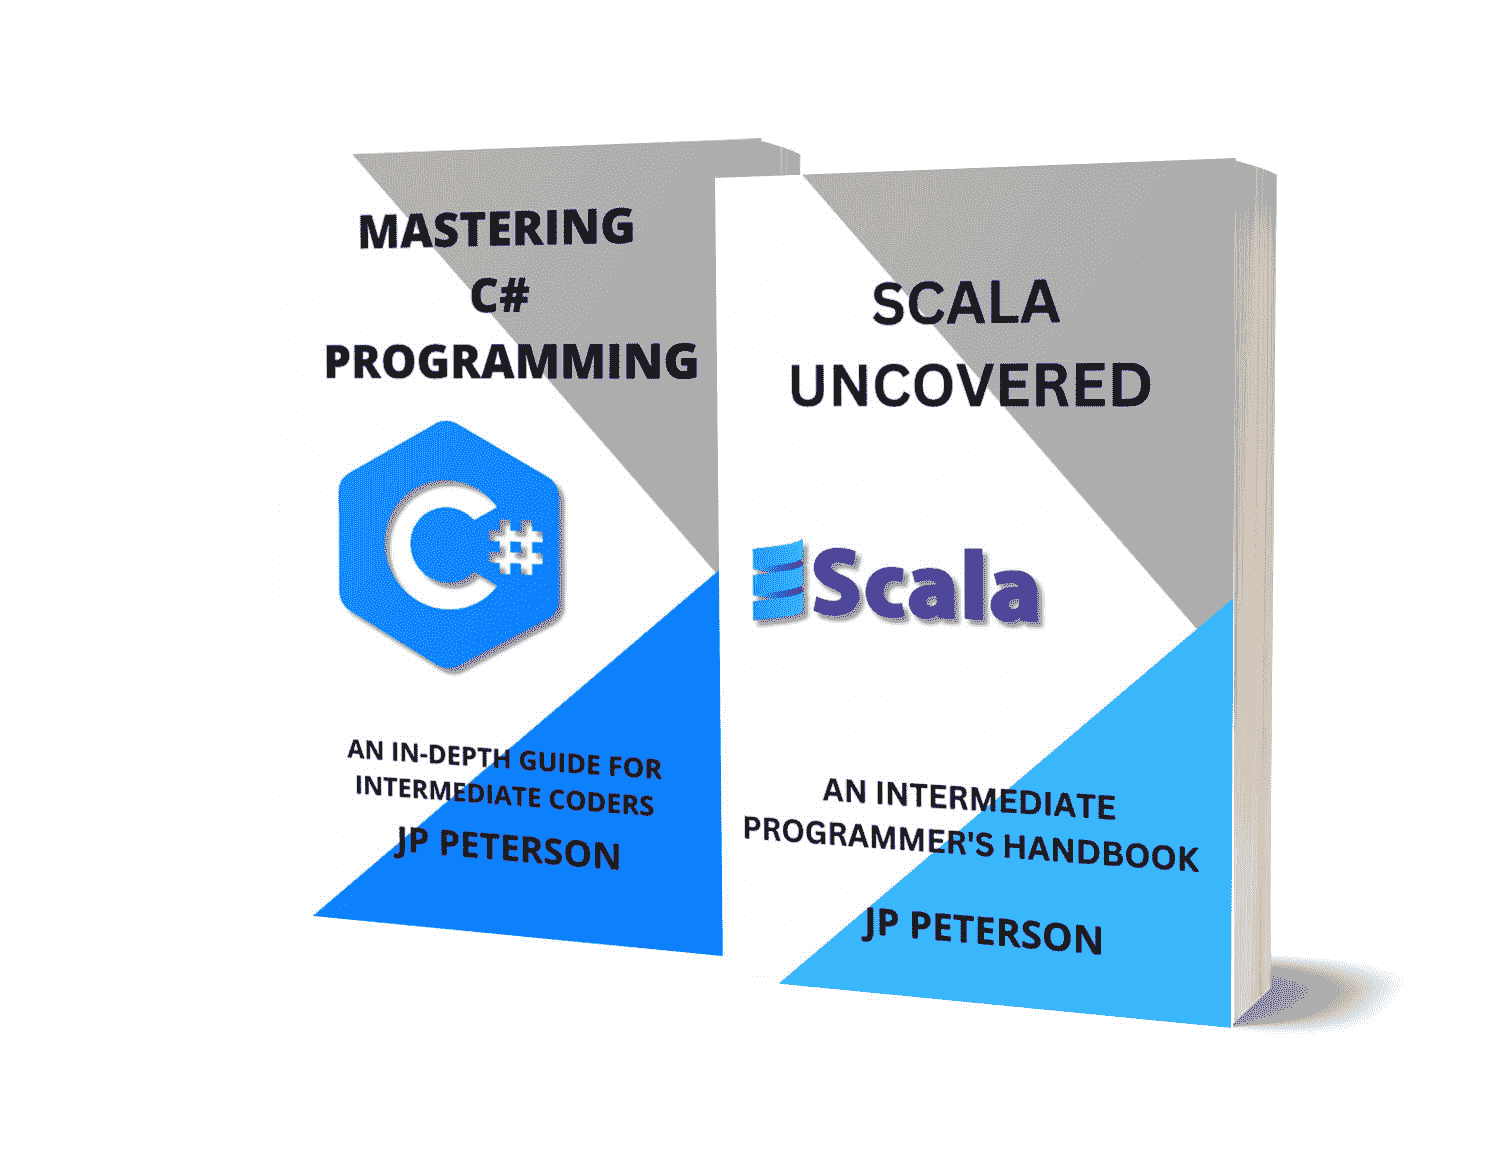 MASTERING
C#
PROGRAMMING
C#
AN IN-DEPTH GUIDE FOR
INTERMEDIATE CODERS
JP PETERSON
SCALA
UNCOVERED
Scala
AN INTERMEDIATE
PROGRAMMER'S HANDBOOK
JP PETERSON